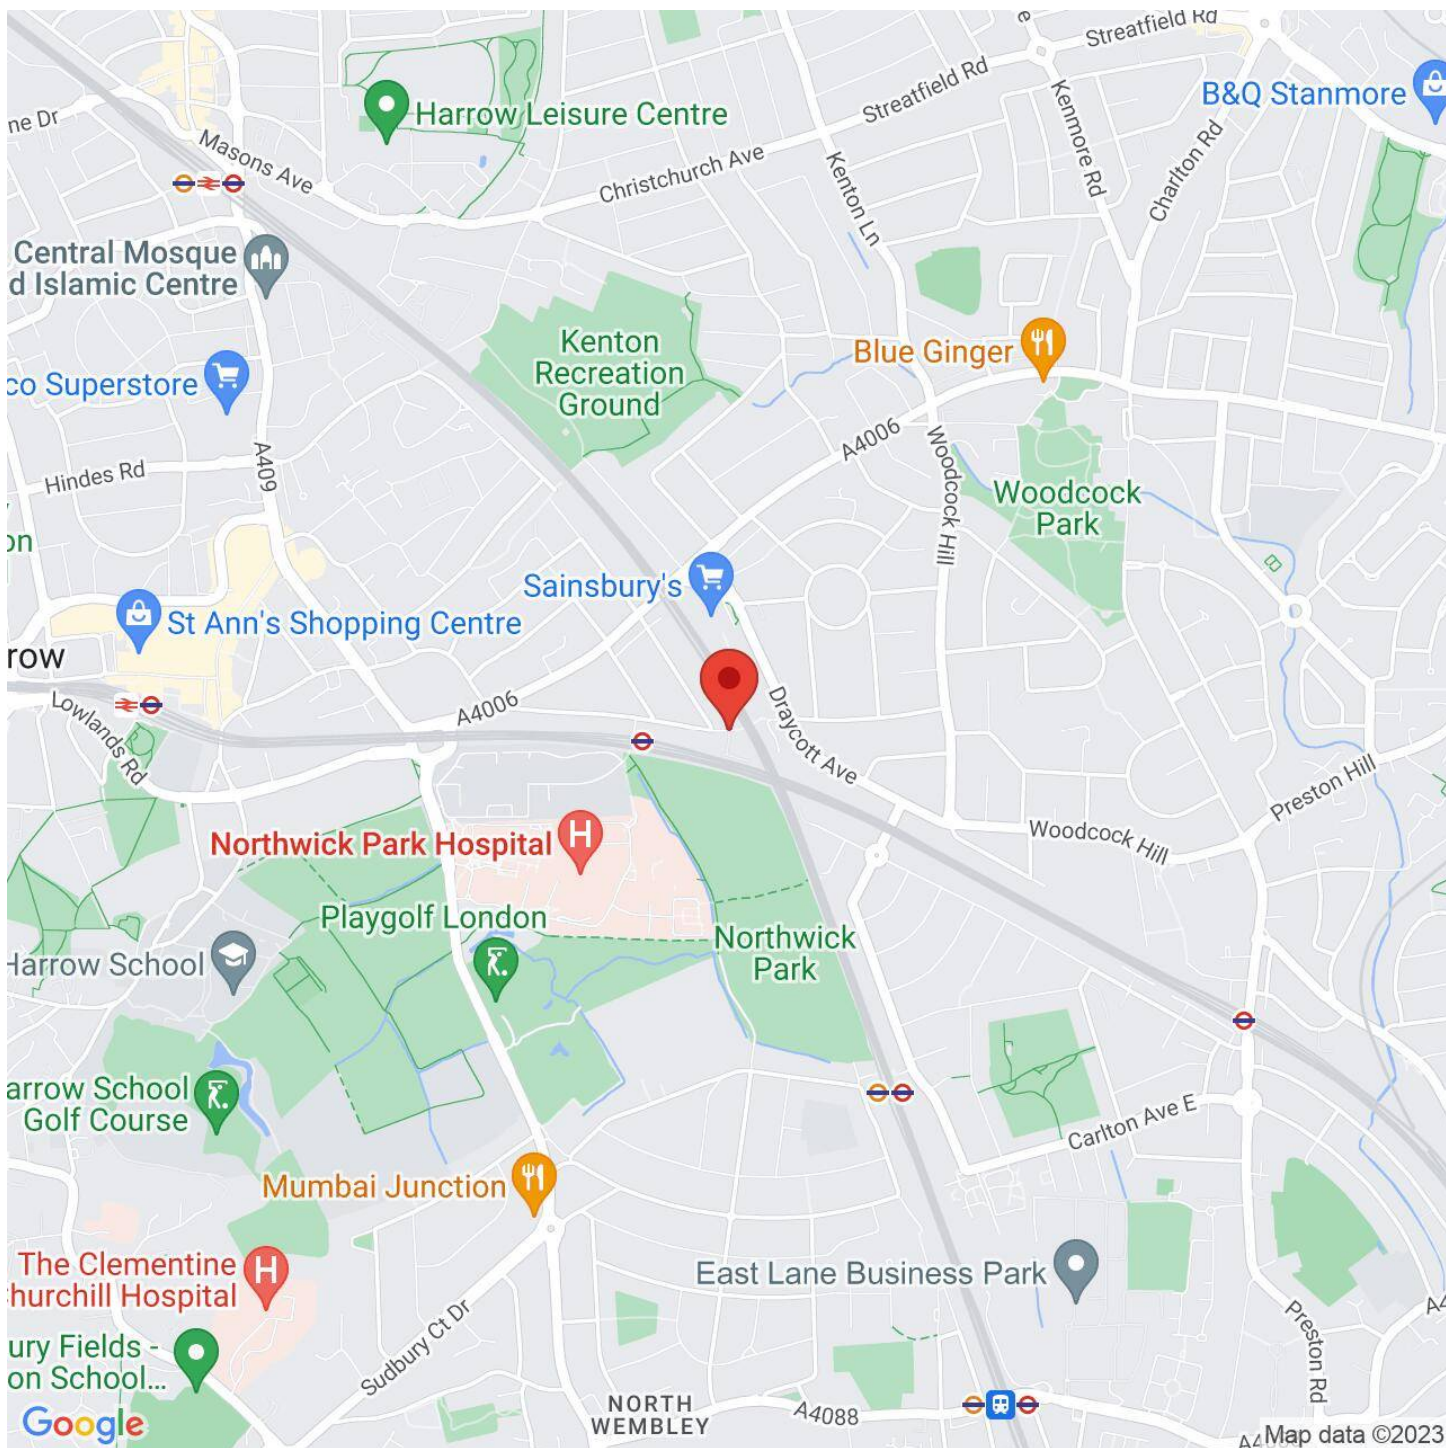 Streatfield Rd
B&Q Stanmore
ne Dr
Harrow Leisure Centre
Streatfield Rd
Masons Ave
Christchurch Ave
Kenmore Rd
Charlton Rd
Kenton Ln
Central Mosque
d Islamic Centre
Kenton
Recreation
Ground
Blue Ginger
co Superstore
A4006
A409
Hindes Rd
Woodcock Hill
Woodcock
Park
on
Sainsbury's
St Ann's Shopping Centre
row
A4006
Lowlands Rd
Draycott Ave
Preston Hill
Northwick Park Hospital
Woodcock Hill
Playgolf London
Northwick
Park
Harrow School
arrow School
Golf Course
Carlton Ave E
Mumbai Junction
The Clementine
Churchill Hospital
East Lane Business Park
A4
Preston Rd
Sudbury Ct Dr
ury Fields -
on School...
NORTH
WEMBLEY
A4088
Google
Map data ©2023